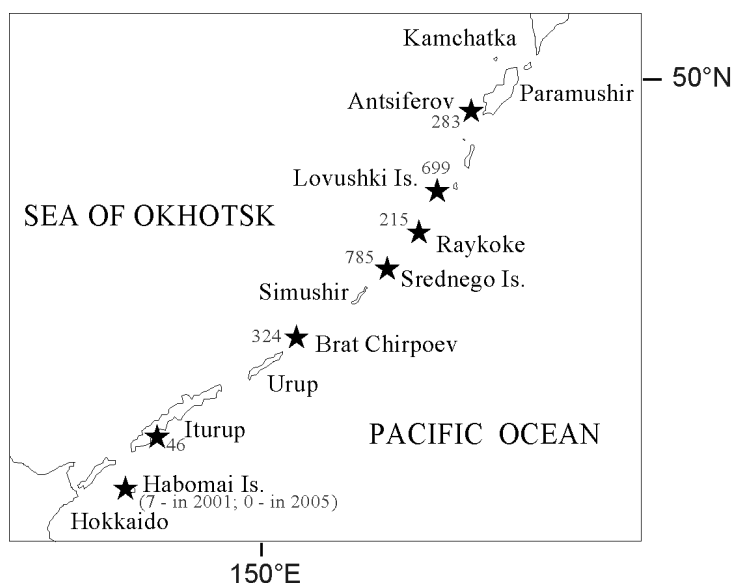 Kamchatka
50°N
Paramushir
Antsiferov
283
699
Lovushki Is.
SEA OF OKHOTSK
215
Raykoke
785
Srednego Is.
Simushir
324
Brat Chirpoev
Urup
Iturup
PACIFIC OCEAN
46
Habomai Is.
(7 - in 2001; 0 - in 2005)
Hokkaido
150°E